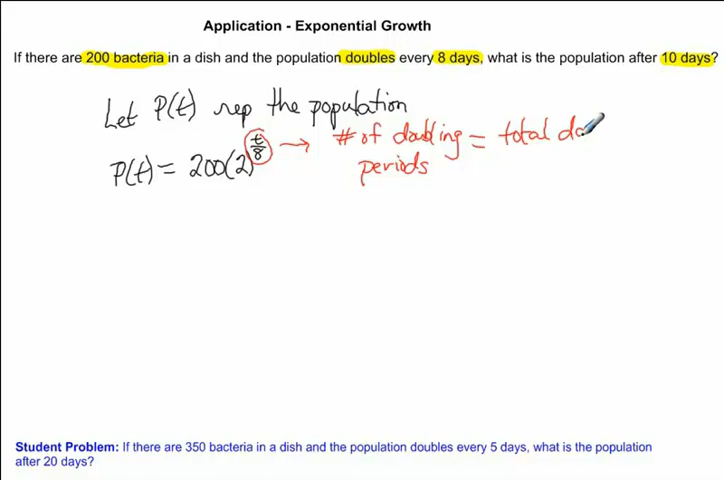 Application - Exponential Growth
If there are 200 bacteria in a dish and the population doubles every 8 days, what is the population after 10 days?
Let P(t) rep the population
P(t) = 200(2)^(t/8) → # of doubling periods = total da
Student Problem: If there are 350 bacteria in a dish and the population doubles every 5 days, what is the population
after 20 days?